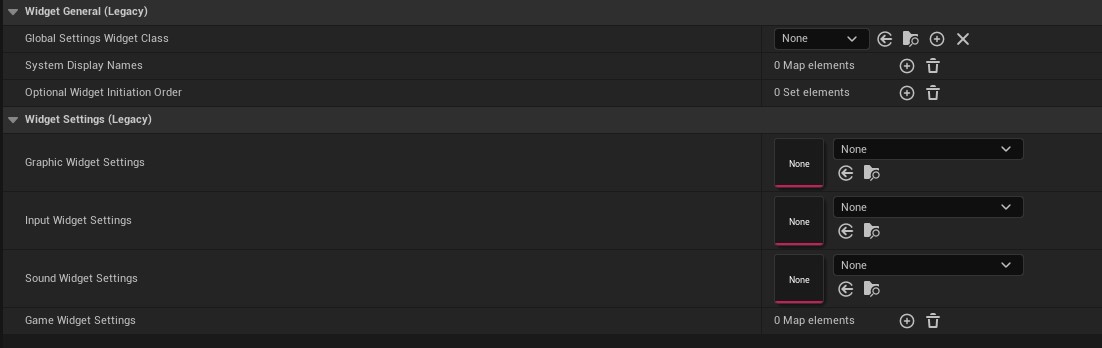 Widget General (Legacy)
Global Settings Widget Class None
System Display Names 0 Map elements
Optional Widget Initiation Order 0 Set elements
Widget Settings (Legacy)
Graphic Widget Settings None None
Input Widget Settings None None
Sound Widget Settings None None
Game Widget Settings 0 Map elements